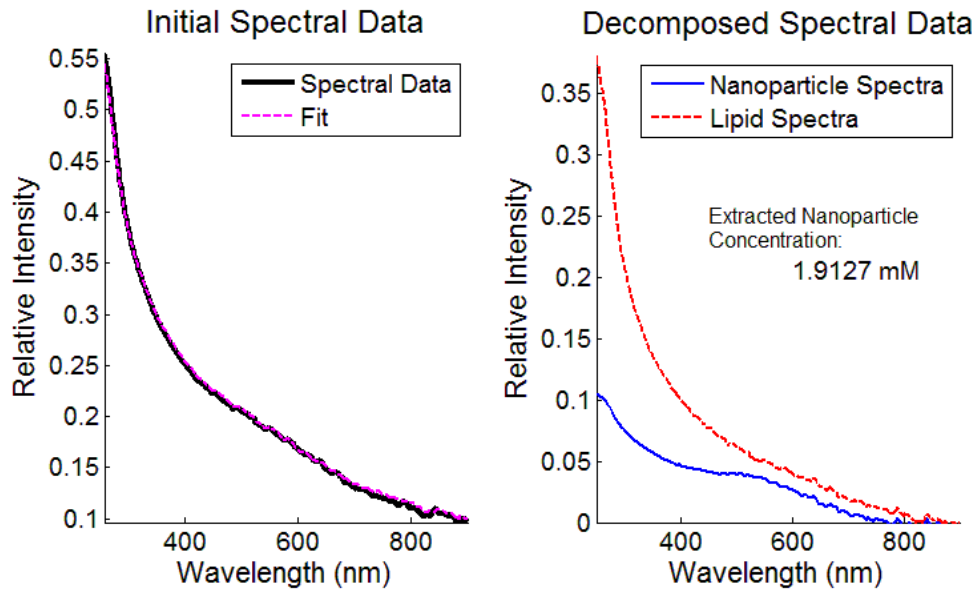 Initial Spectral Data
Spectral Data
Fit
0.55
0.5
0.45
0.4
0.35
0.3
0.25
0.2
0.15
0.1
Relative Intensity
400
600
800
Wavelength (nm)
Decomposed Spectral Data
Nanoparticle Spectra
Lipid Spectra
Extracted Nanoparticle
Concentration:
1.9127 mM
0.35
0.3
0.25
0.2
0.15
0.1
0.05
0
Relative Intensity
400
600
800
Wavelength (nm)